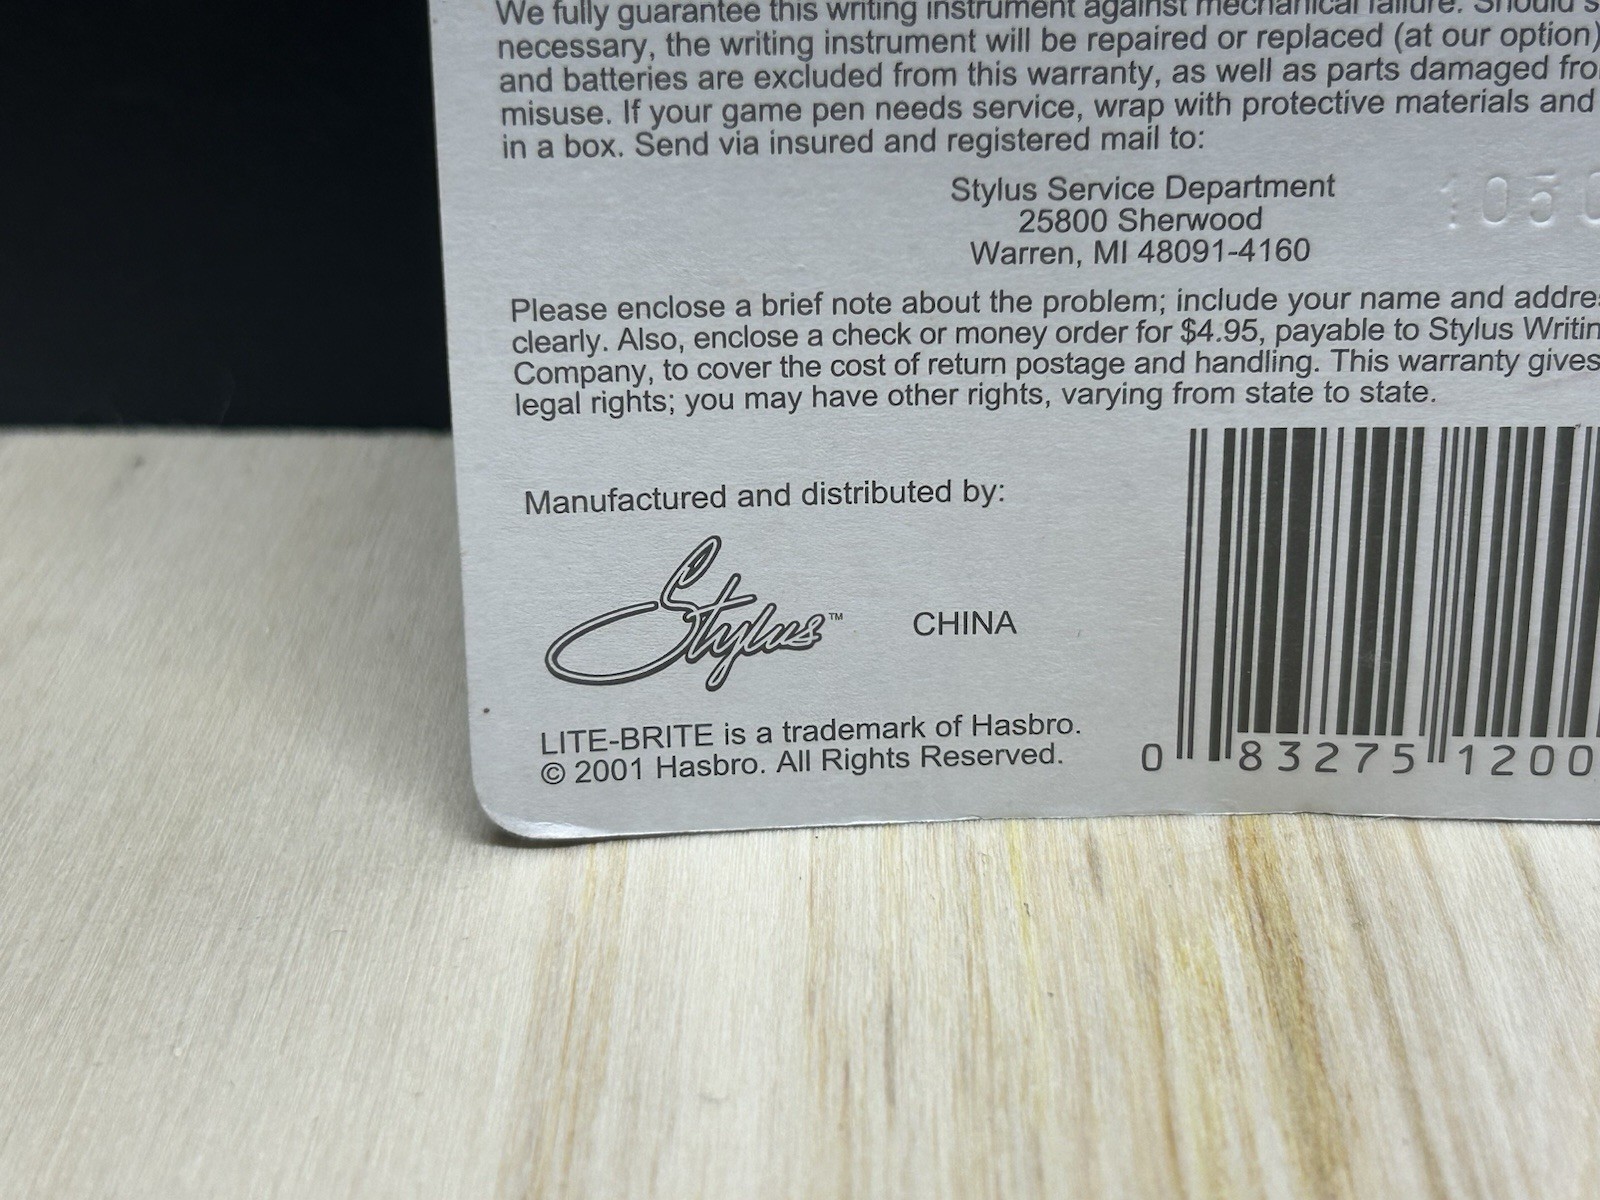 We fully guarantee this writing instrument against mechanical failure. Should
necessary, the writing instrument will be repaired or replaced (at our option)
and batteries are excluded from this warranty, as well as parts damaged
misuse. If your game pen needs service, wrap with protective materials and
in a box. Send via insured and registered mail to:
Stylus Service Department
25800 Sherwood
Warren, MI 48091-4160
1050
Please enclose a brief note about the problem; include your name and
clearly. Also, enclose a check or money order for $4.95, payable to Stylus
Company, to cover the cost of return postage and handling. This warranty gives
legal rights; you may have other rights, varying from state to state.
Manufactured and distributed by:
Stylus™ CHINA
LITE-BRITE is a trademark of Hasbro.
© 2001 Hasbro. All Rights Reserved.
0 83275 1200